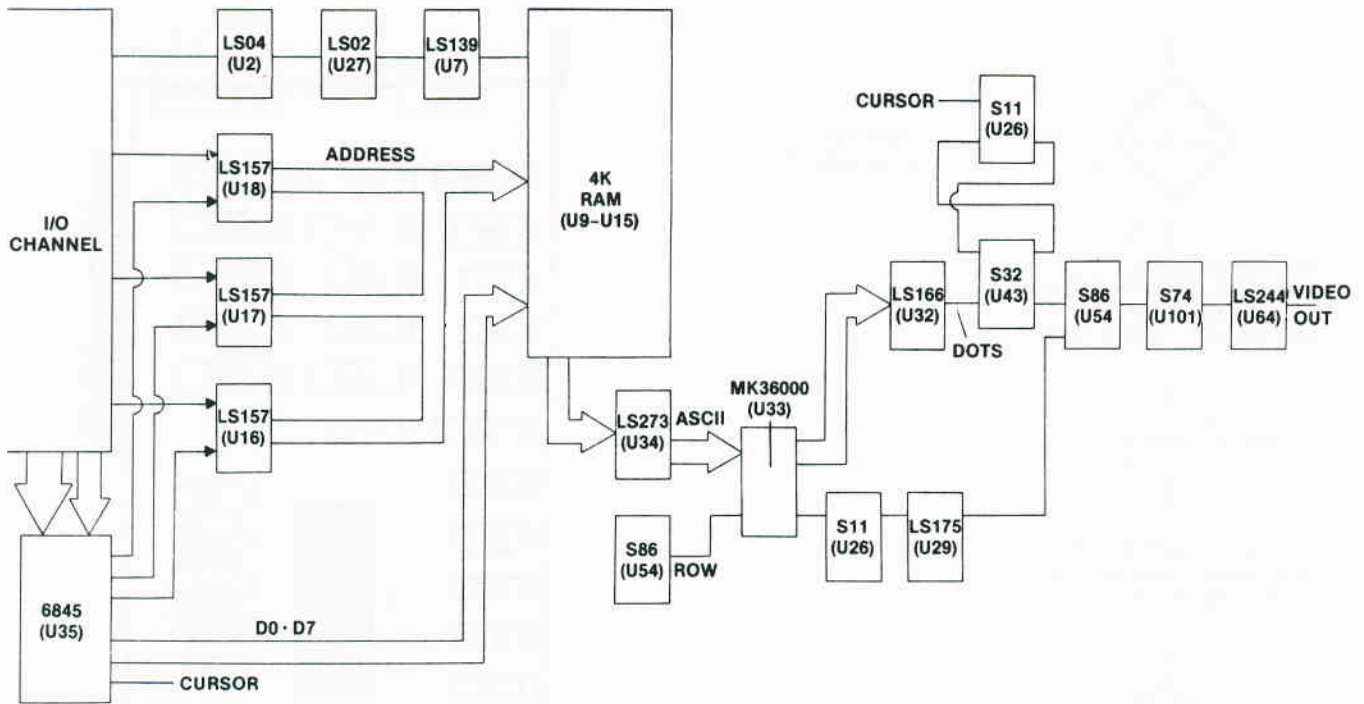 I/O
CHANNEL
LS04
(U2)
LS02
(U27)
LS139
(U7)
LS157
(U18)
ADDRESS
LS157
(U17)
LS157
(U16)
4K
RAM
(U9–U15)
6845
(U35)
D0 · D7
CURSOR
LS273
(U34)
ASCII
MK36000
(U33)
S86
(U54)
ROW
S11
(U26)
LS175
(U29)
LS166
(U32)
DOTS
CURSOR
S11
(U26)
S32
(U43)
S86
(U54
S74
(U101)
LS244
(U64)
VIDEO
OUT